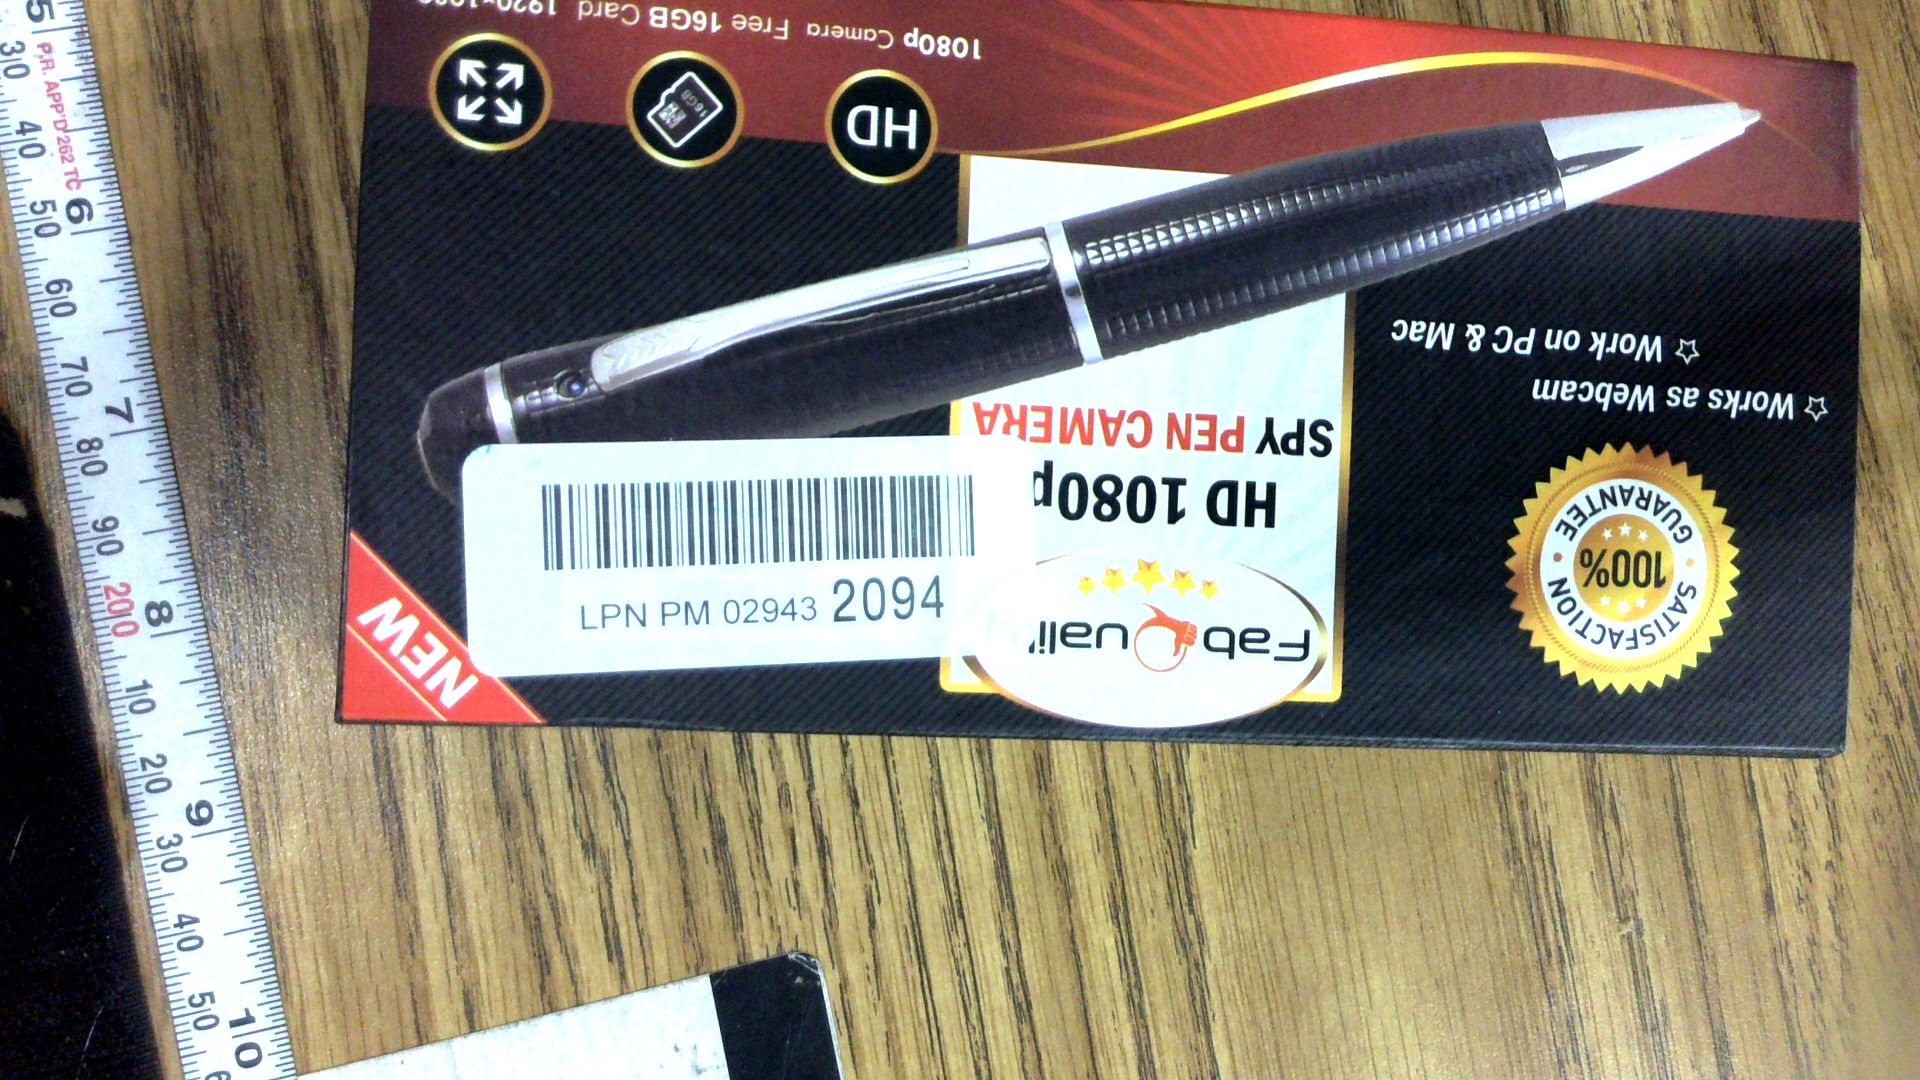 1080p Camera Free 16GB Card
HD
16GB
☆ Work on PC & Mac
☆ Works as Webcam
SPY PEN CAMERA
HD 1080p
SATISFACTION
100%
GUARANTEE
NEW
LPN PM 02943 2094
5
30
P.R. APP'D 262 TC
40
50
6
60
70
7
80
90
200
8
10
20
9
30
40
50
10